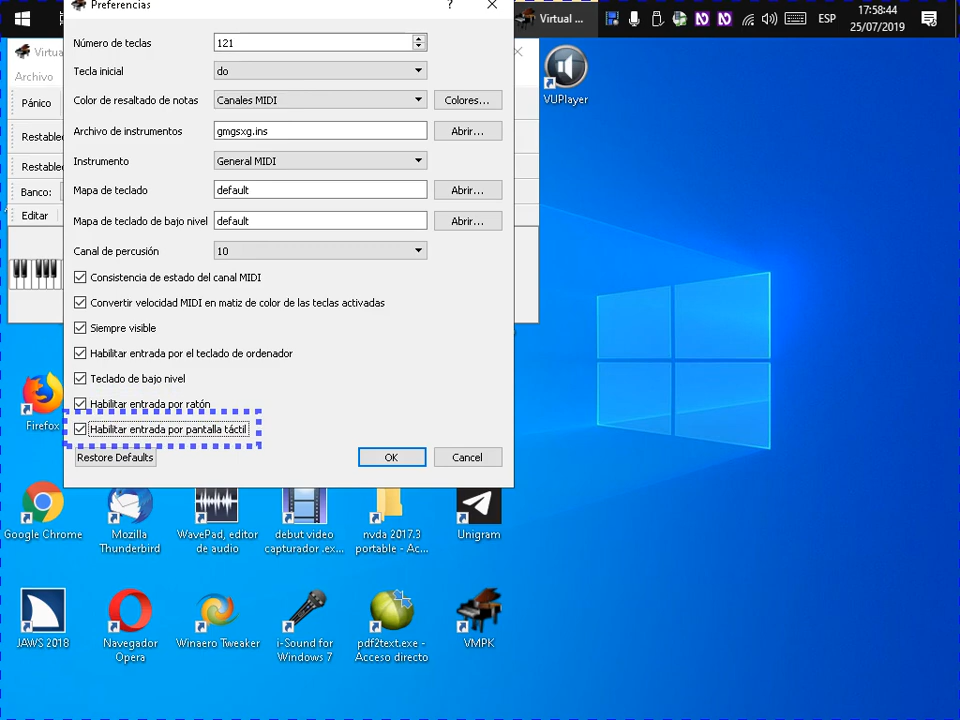 Preferencias
?
Virtual ...
ESP
17:58:44
25/07/2019
Virtua
Archivo
Pánico
Restablec
Restablec
Banco:
Editar
Número de teclas
121
Tecla inicial
do
Color de resaltado de notas
Canales MIDI
Colores...
Archivo de instrumentos
gmgsxg.ins
Abrir...
Instrumento
General MIDI
Mapa de teclado
default
Abrir...
Mapa de teclado de bajo nivel
default
Abrir...
Canal de percusión
10
Consistencia de estado del canal MIDI
Convertir velocidad MIDI en matiz de color de las teclas activadas
Siempre visible
Habilitar entrada por el teclado de ordenador
Teclado de bajo nivel
Habilitar entrada por ratón
Habilitar entrada por pantalla táctil
Restore Defaults
OK
Cancel
VUPlayer
Firefox
Google Chrome
Mozilla
Thunderbird
WavePad, editor
de audio
debut video
capturador .ex...
nvda 2017.3
portable - Ac...
Unigram
JAWS 2018
Navegador
Opera
Winaero Tweaker
i-Sound for
Windows 7
pdf2text.exe -
Acceso directo
VMPK